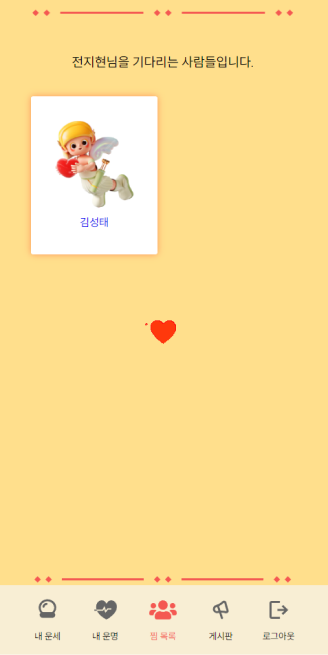 전지현님을 기다리는 사람들입니다.
김성태
내 운세
내 운명
찜 목록
게시판
로그아웃